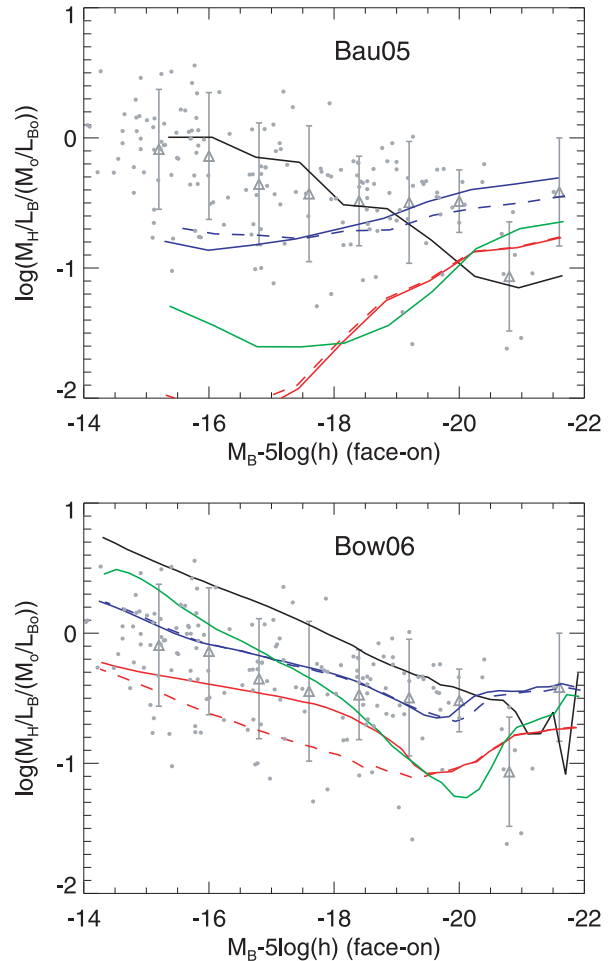 Bau05
1
0
-1
-2
log(M_H/L_B/(M_o/L_Bo))
-14 -16 -18 -20 -22
M_B-5log(h) (face-on)
Bow06
1
0
-1
-2
log(M_H/L_B/(M_o/L_Bo))
-14 -16 -18 -20 -22
M_B-5log(h) (face-on)